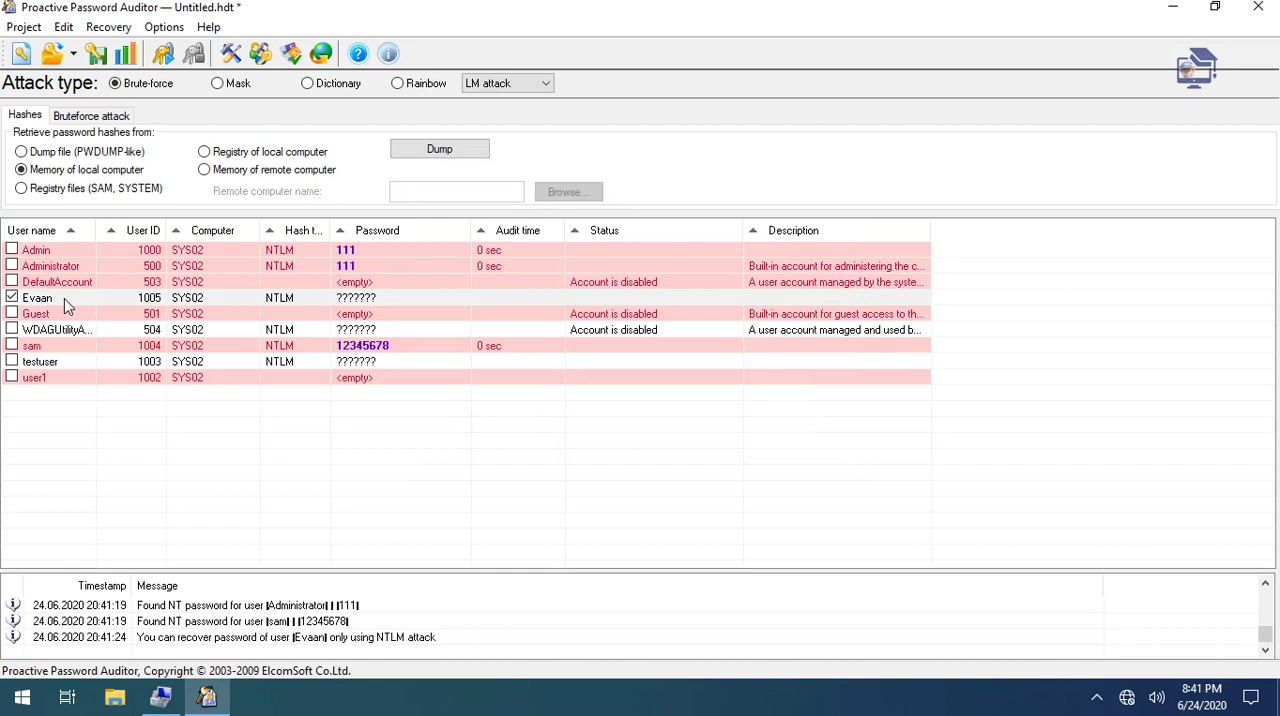 Proactive Password Auditor — Untitled.hdt *
Project Edit Recovery Options Help
Attack type: Brute-force Mask Dictionary Rainbow LM attack
Hashes Bruteforce attack
Retrieve password hashes from:
Dump file (PWDUMP-like) Registry of local computer Dump
Memory of local computer Memory of remote computer
Registry files (SAM, SYSTEM) Remote computer name: Browse...
User name User ID Computer Hash t... Password Audit time Status Description
Admin 1000 SYS02 NTLM 111 0 sec
Administrator 500 SYS02 NTLM 111 0 sec Built-in account for administering the c...
DefaultAccount 503 SYS02 <empty> Account is disabled A user account managed by the syste...
Evaan 1005 SYS02 NTLM ???????
Guest 501 SYS02 <empty> Account is disabled Built-in account for guest access to th...
WDAGUtilityA... 504 SYS02 NTLM ??????? Account is disabled A user account managed and used b...
sam 1004 SYS02 NTLM 12345678 0 sec
testuser 1003 SYS02 NTLM ???????
user1 1002 SYS02 <empty>
Timestamp Message
24.06.2020 20:41:19 Found NT password for user |Administrator| | |111|
24.06.2020 20:41:19 Found NT password for user |sam| | |12345678|
24.06.2020 20:41:24 You can recover password of user |Evaan| only using NTLM attack
Proactive Password Auditor, Copyright © 2003-2009 ElcomSoft Co.Ltd.
8:41 PM
6/24/2020